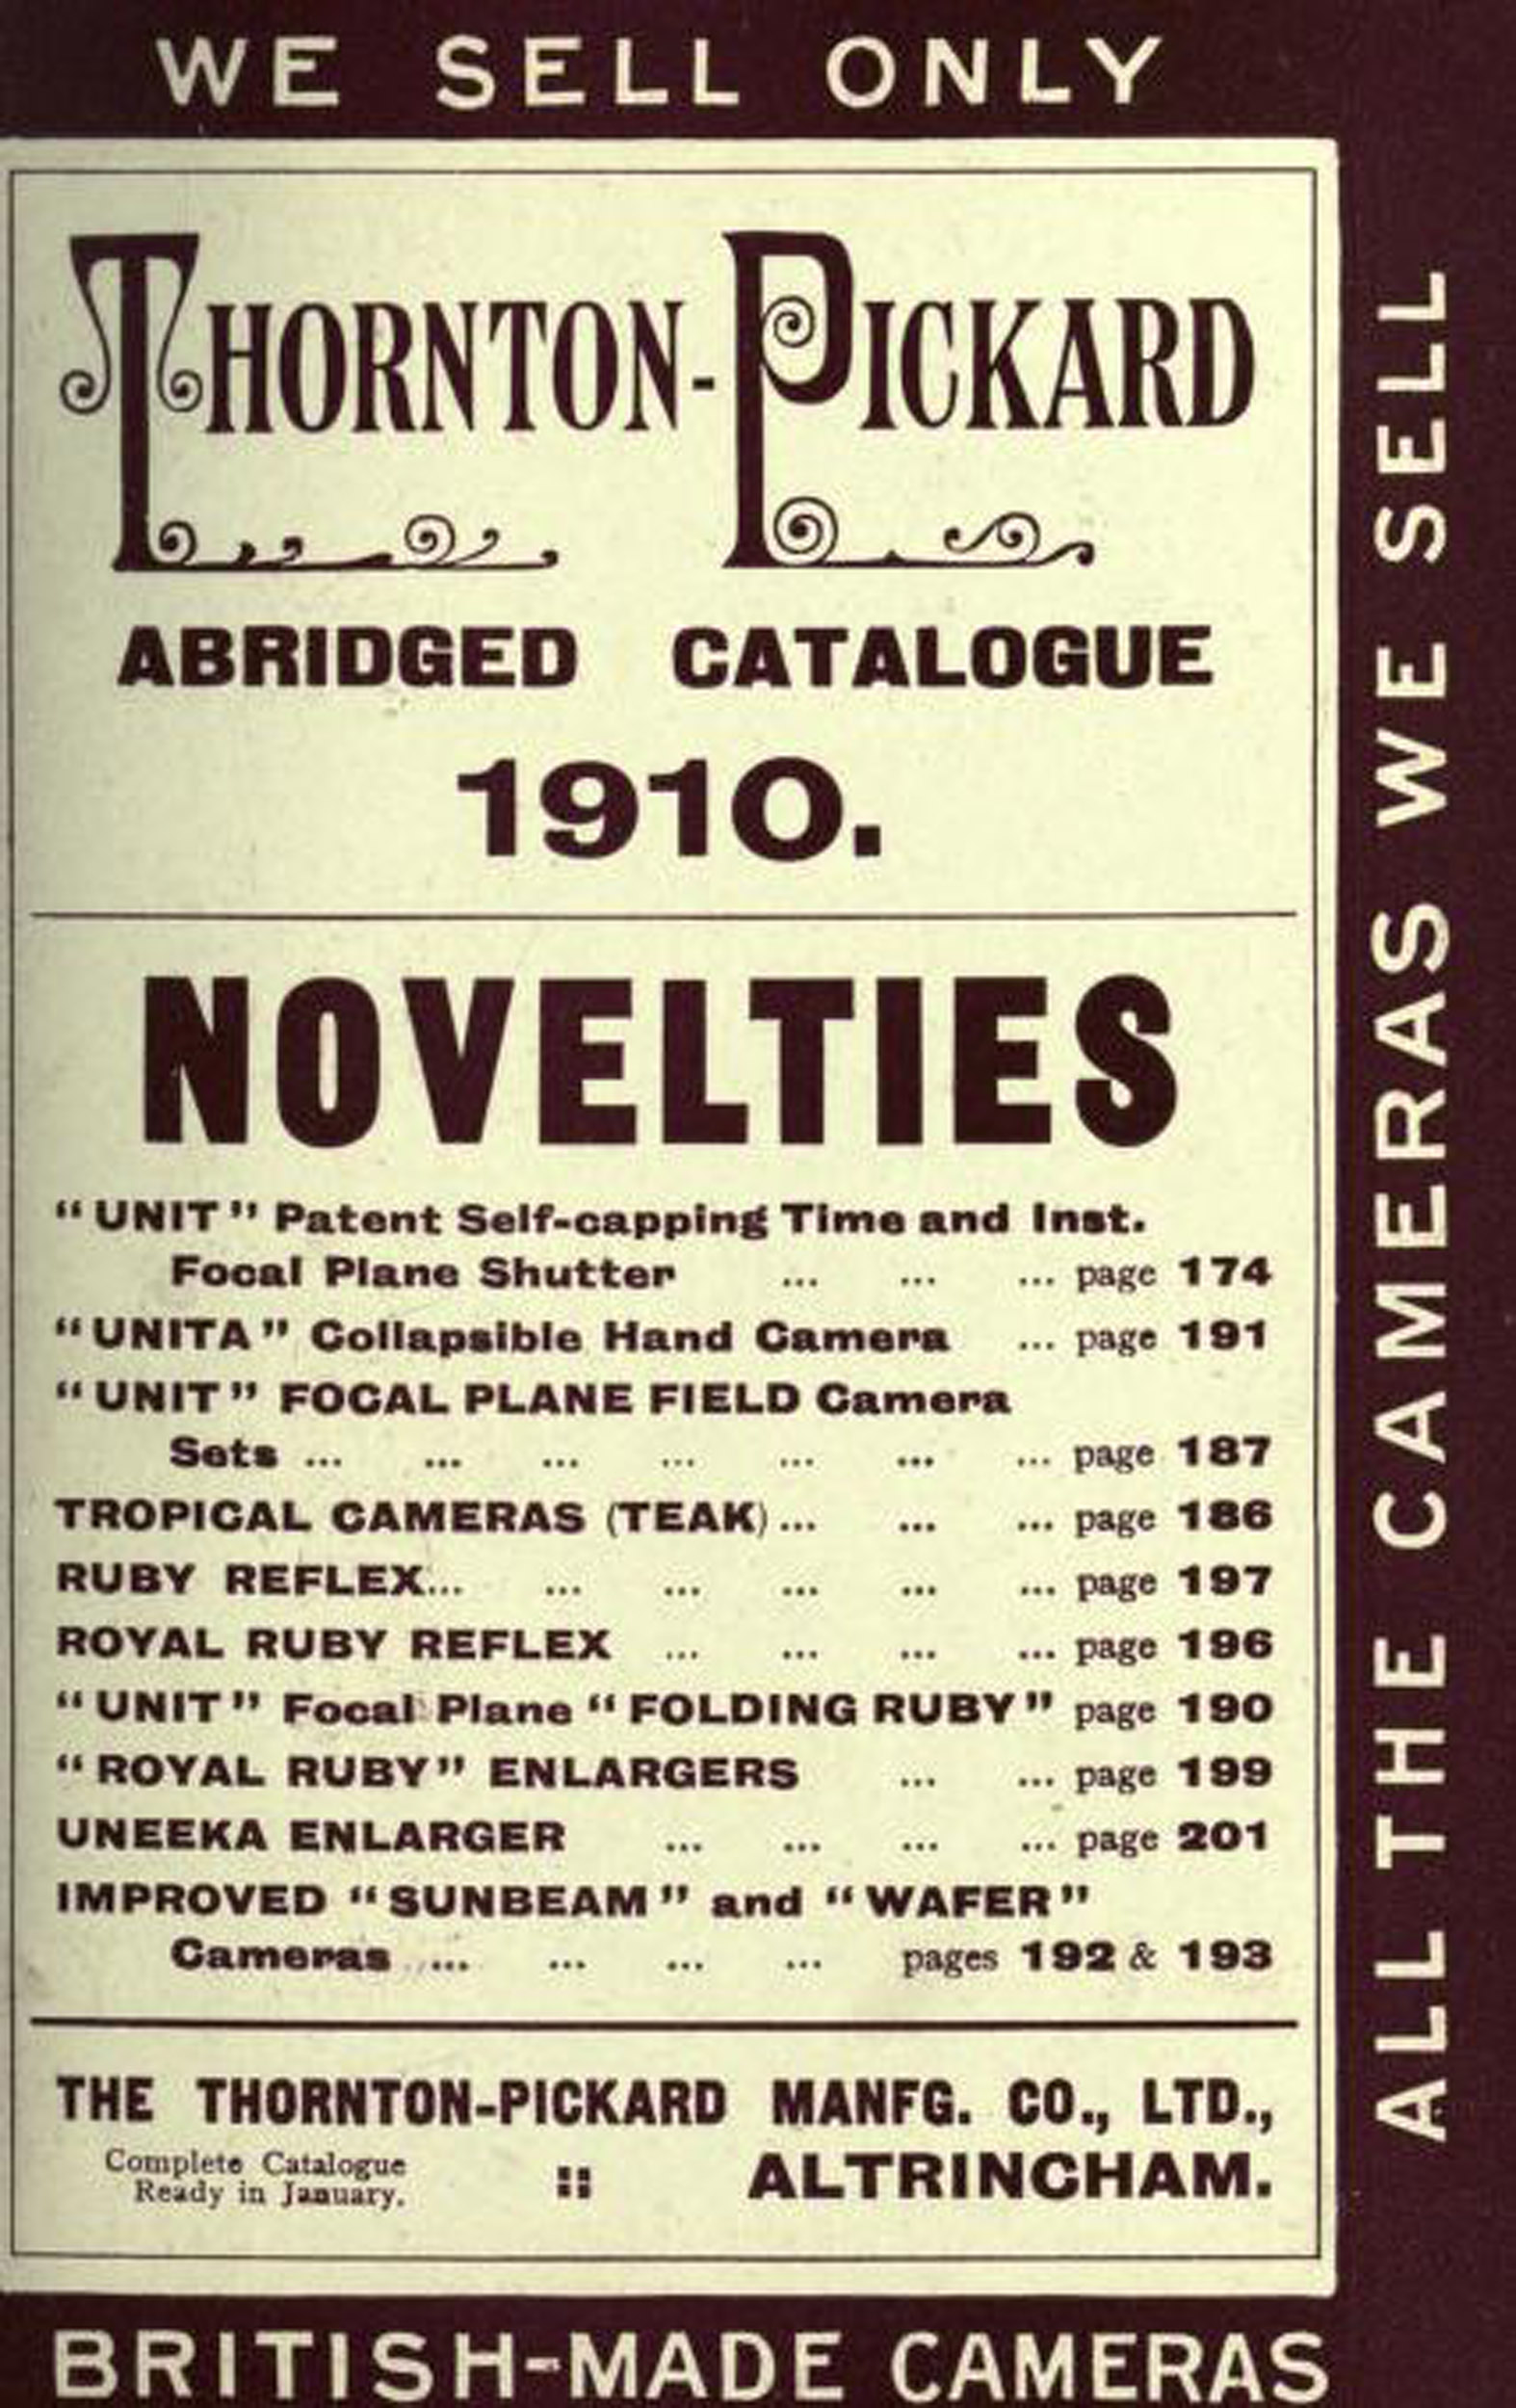 WE SELL ONLY
THORNTON-PICKARD
ABRIDGED CATALOGUE
1910.
NOVELTIES
“UNIT” Patent Self-capping Time and Inst.
Focal Plane Shutter ... ... ... page 174
“UNITA” Collapsible Hand Camera ... page 191
“UNIT” FOCAL PLANE FIELD Camera
Sets ... ... ... ... ... ... ... page 187
TROPICAL CAMERAS (TEAK) ... ... ... page 186
RUBY REFLEX... ... ... ... ... ... page 197
ROYAL RUBY REFLEX ... ... ... ... page 196
“UNIT” Focal Plane “FOLDING RUBY” page 190
“ROYAL RUBY” ENLARGERS ... ... page 199
UNEEKA ENLARGER ... ... ... ... page 201
IMPROVED “SUNBEAM” and “WAFER”
Cameras ... ... ... ... pages 192 & 193
THE THORNTON-PICKARD MANFG. CO., LTD.,
Complete Catalogue
Ready in January.
:: ALTRINCHAM.
ALL THE CAMERAS WE SELL
BRITISH-MADE CAMERAS